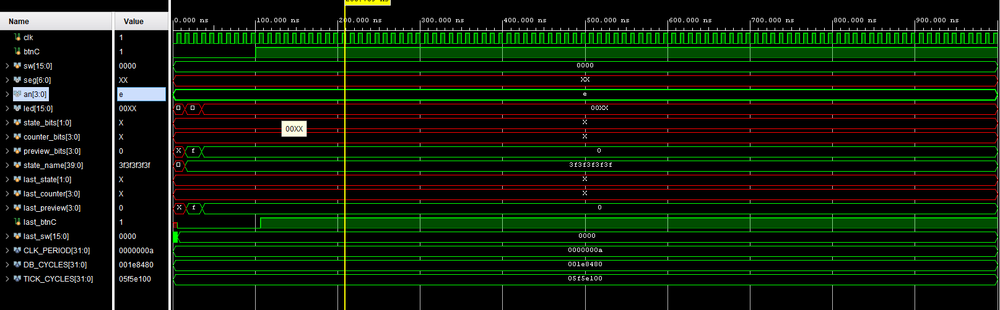 Name Value
0.000 ns 100.000 ns 200.000 ns 300.000 ns 400.000 ns 500.000 ns 600.000 ns 700.000 ns 800.000 ns 900.000 ns
clk 1
btnC 1
sw[15:0] 0000 0000
seg[6:0] XX XX
an[3:0] e e
led[15:0] 00XX 00XX
state_bits[1:0] X X
00XX
counter_bits[3:0] X X
preview_bits[3:0] 0 X f 0
state_name[39:0] 3f3f3f3f3f 3f3f3f3f3f
last_state[1:0] X X
last_counter[3:0] X X
last_preview[3:0] 0 X f 0
last_btnC 1
last_sw[15:0] 0000 0000
CLK_PERIOD[31:0] 0000000a 0000000a
DB_CYCLES[31:0] 001e8480 001e8480
TICK_CYCLES[31:0] 05f5e100 05f5e100